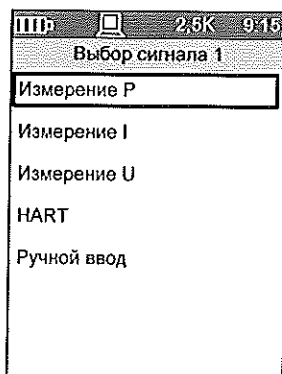 2,5K 9:15
Выбор сигнала 1
Измерение P
Измерение I
Измерение U
HART
Ручной ввод